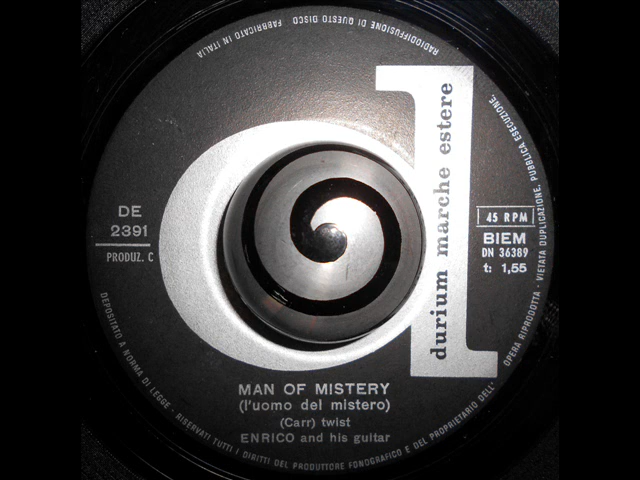 RADIODIFFUSIONE DI QUESTO DISCO
FABBRICATO IN ITALIA
durium marche estere
DE
2391
PRODUZ. C
45 RPM
BIEM
DN 36389
t: 1,55
MAN OF MISTERY
(l'uomo del mistero)
(Carr) twist
ENRICO and his guitar
DEPOSITATO A NORMA DI LEGGE - RISERVATI TUTTI I DIRITTI DEL PRODUTTORE FONOGRAFICO E DEL PROPRIETARIO DELL'
OPERA RIPRODOTTA - VIETATA DUPLICAZIONE, PUBBLICA ESECUZIONE,